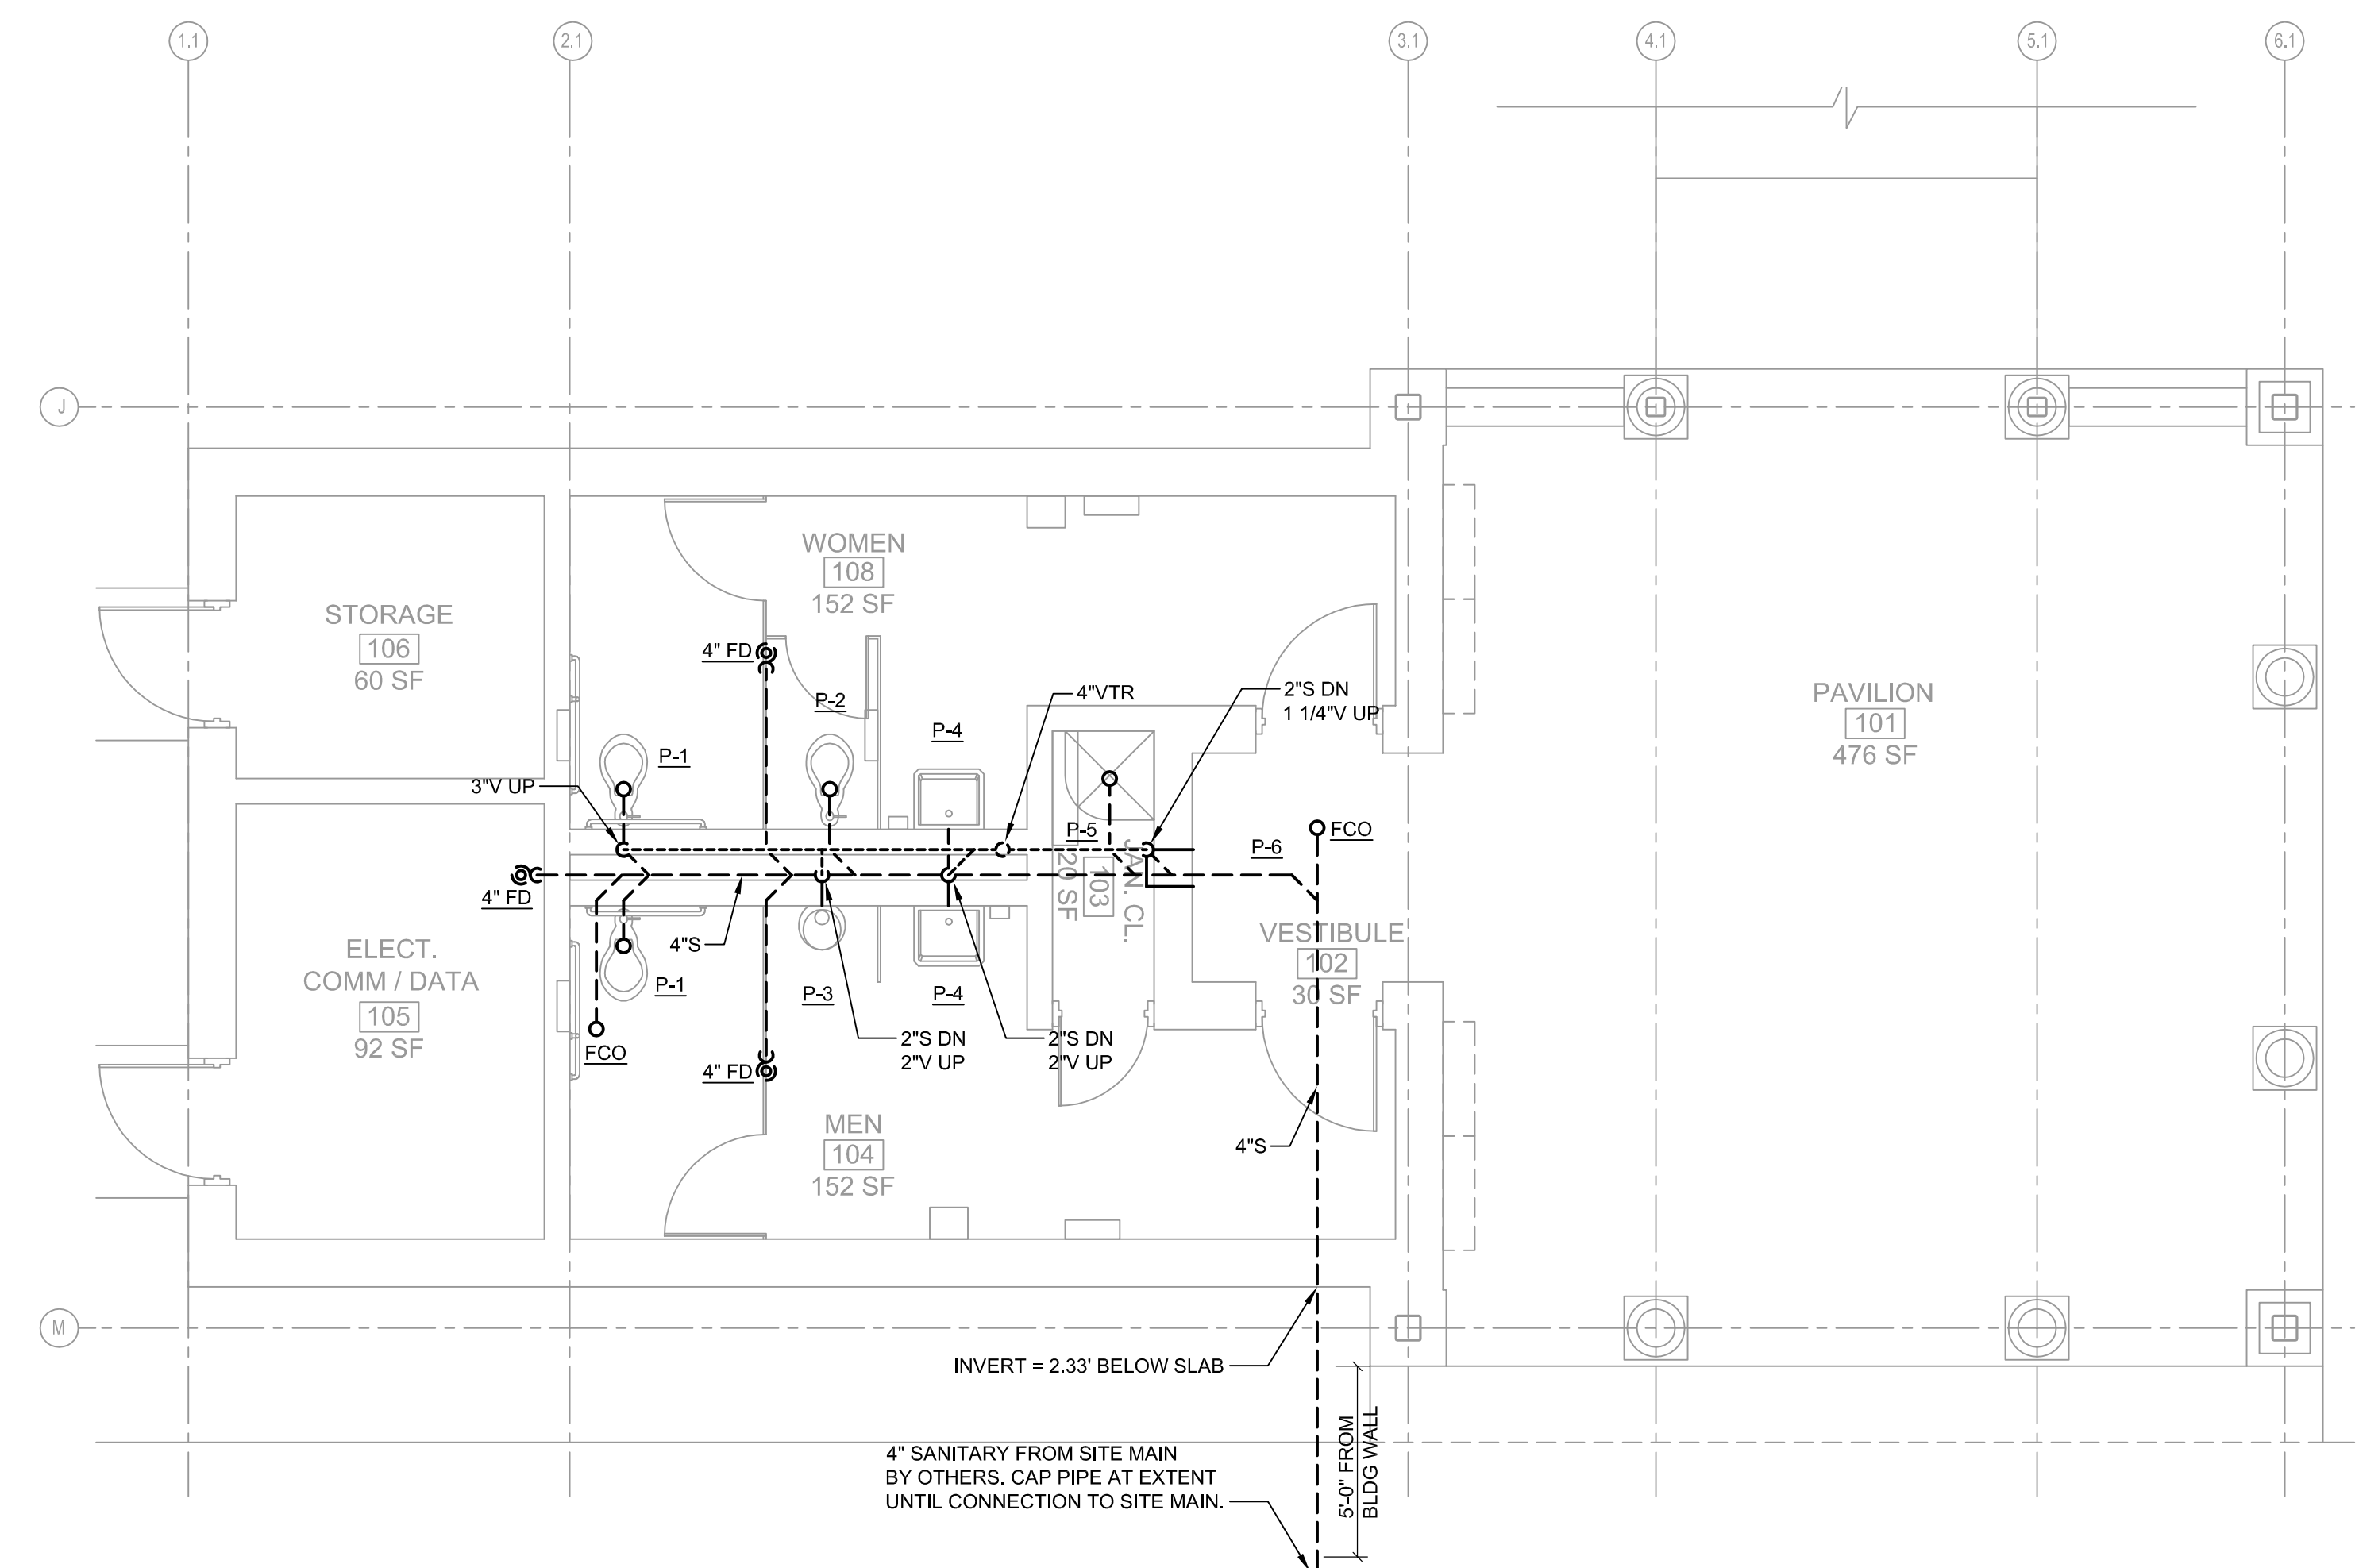 1.1
2.1
3.1
4.1
5.1
6.1
J
WOMEN
108
152 SF
STORAGE
106
60 SF
4" FD
P-2
4"VTR
2"S DN
1 1/4"V UP
PAVILION
101
476 SF
P-4
P-1
3"V UP
P-5
FCO
P-6
JAN. CL.
103
20 SF
4" FD
4"S
VESTIBULE
102
30 SF
ELECT.
COMM / DATA
105
92 SF
P-1
P-3
P-4
FCO
2"S DN
2"V UP
2"S DN
2"V UP
4" FD
MEN
104
152 SF
4"S
M
INVERT = 2.33' BELOW SLAB
5'-0" FROM
BLDG WALL
4" SANITARY FROM SITE MAIN
BY OTHERS. CAP PIPE AT EXTENT
UNTIL CONNECTION TO SITE MAIN.